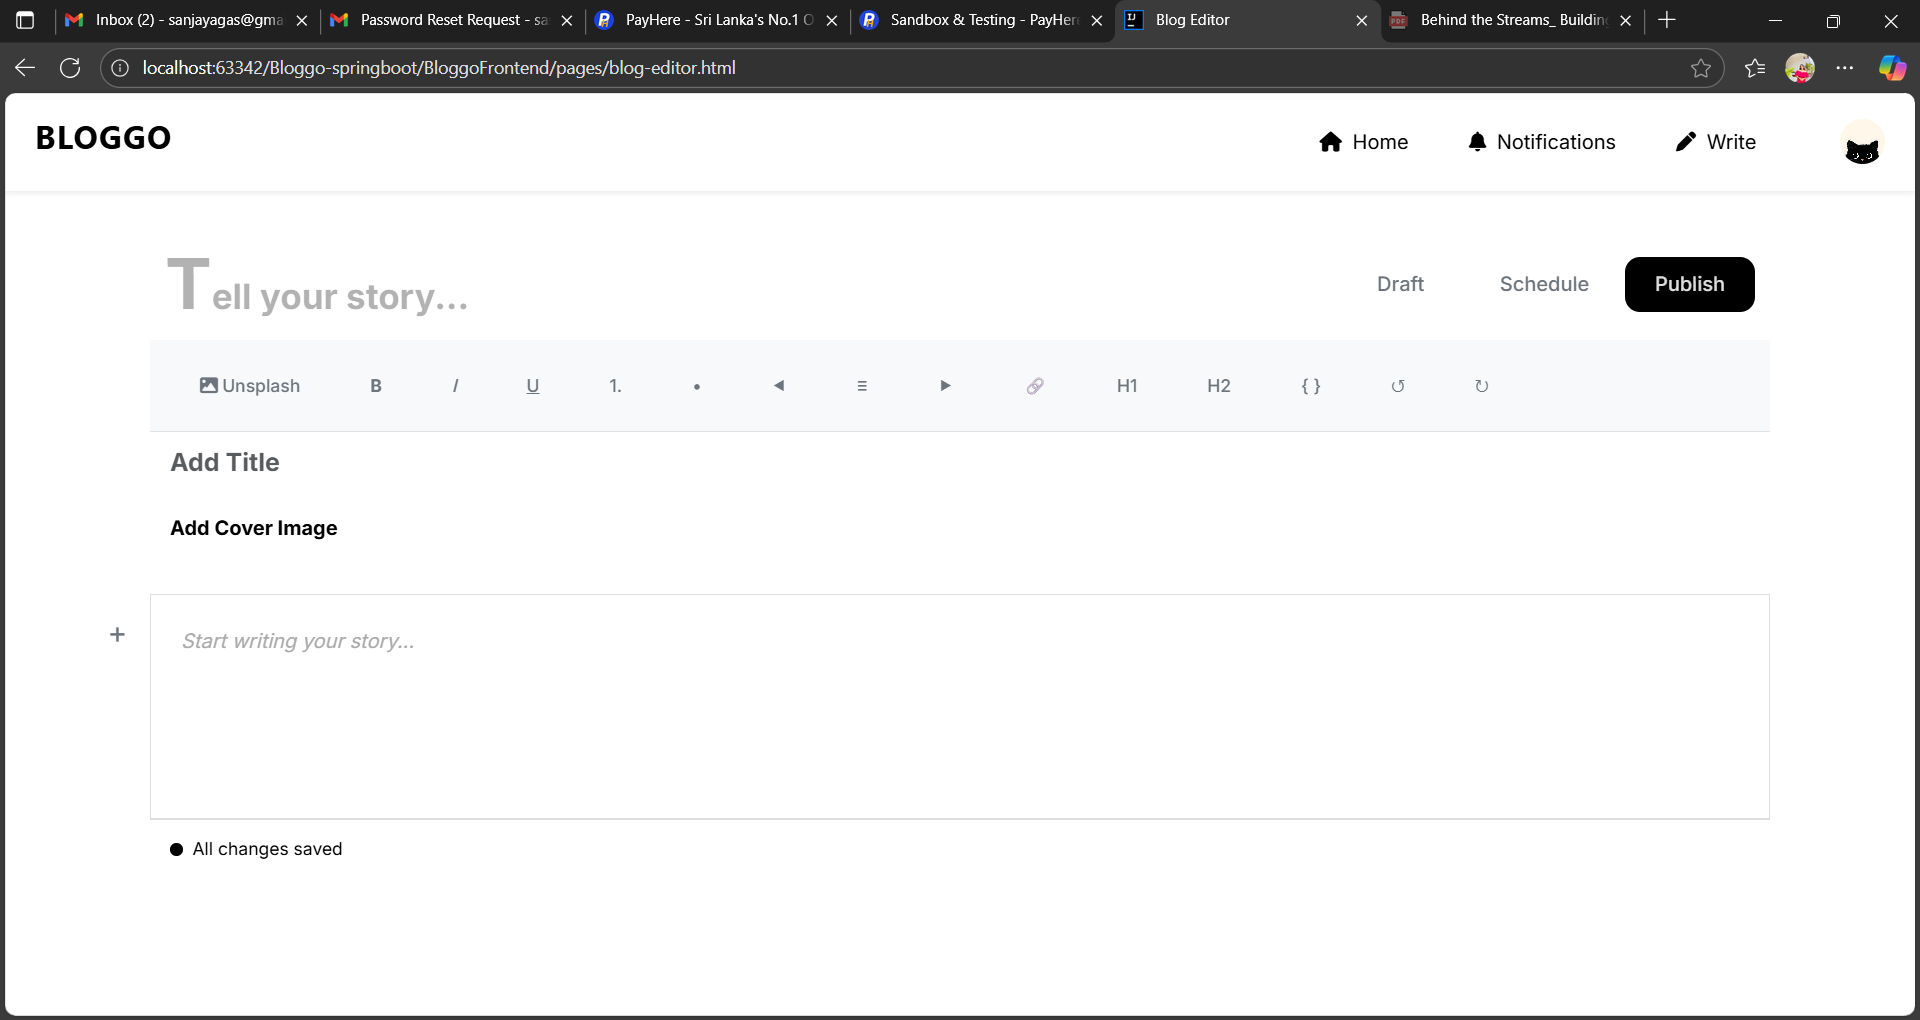 Inbox (2) - sanjayagas@gma
Password Reset Request - sa
PayHere - Sri Lanka's No.1 O
Sandbox & Testing - PayHere
Blog Editor
Behind the Streams_ Building
localhost:63342/Bloggo-springboot/BloggoFrontend/pages/blog-editor.html
BLOGGO
Home
Notifications
Write
Tell your story...
Draft
Schedule
Publish
Unsplash B I U 1. • ◄ ≡ ► 🔗 H1 H2 { } ↺ ↻
Add Title
Add Cover Image
+
Start writing your story...
All changes saved